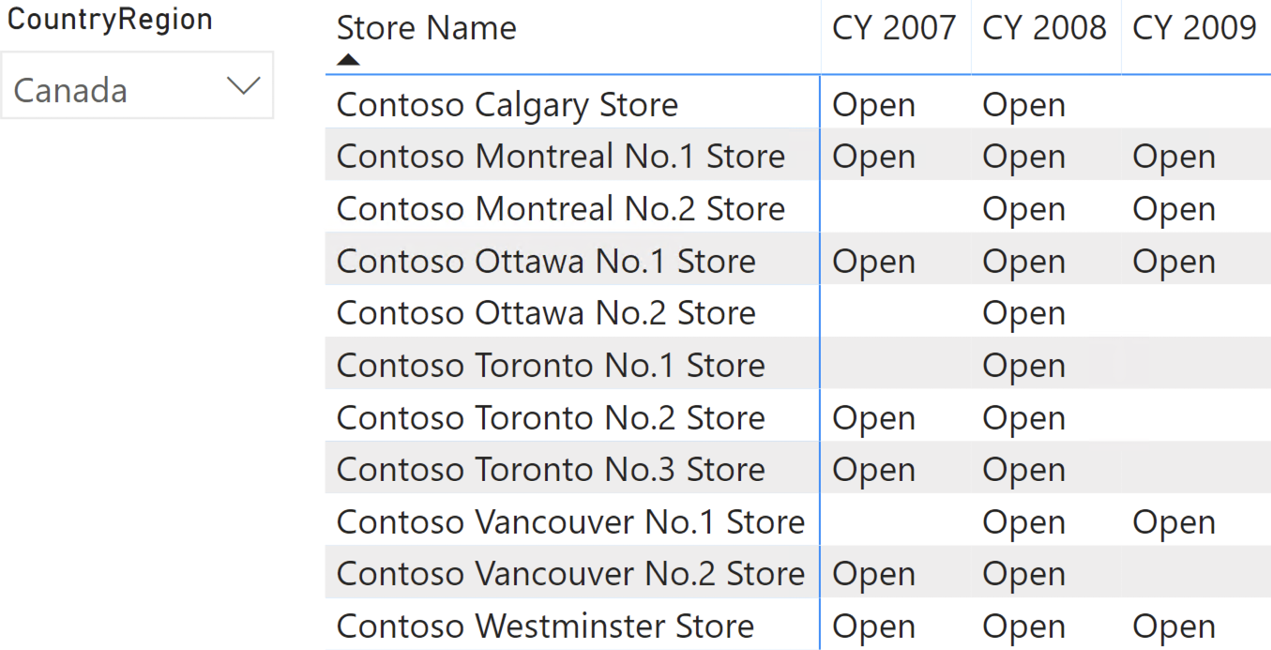 CountryRegion
Canada
Store Name CY 2007 CY 2008 CY 2009
Contoso Calgary Store Open Open
Contoso Montreal No.1 Store Open Open Open
Contoso Montreal No.2 Store Open Open
Contoso Ottawa No.1 Store Open Open Open
Contoso Ottawa No.2 Store Open
Contoso Toronto No.1 Store Open
Contoso Toronto No.2 Store Open Open
Contoso Toronto No.3 Store Open Open
Contoso Vancouver No.1 Store Open Open
Contoso Vancouver No.2 Store Open Open
Contoso Westminster Store Open Open Open